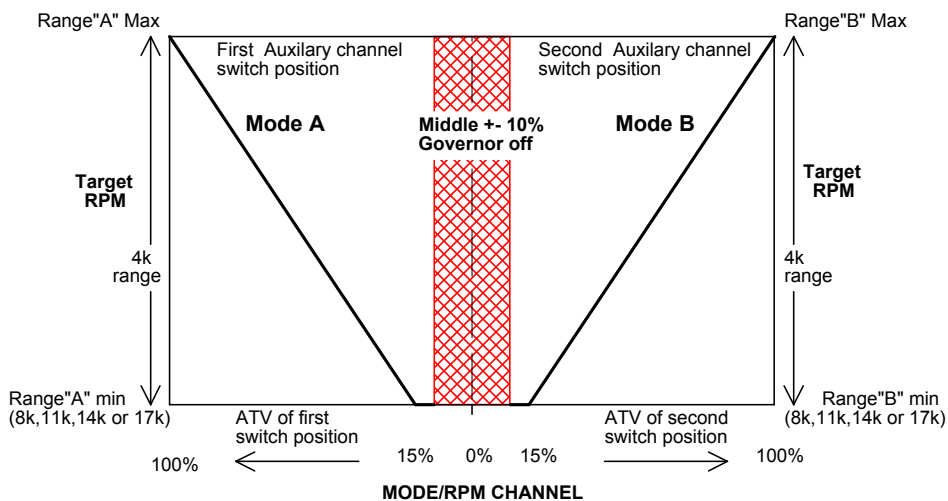 Range"A" Max
Range"B" Max
First Auxilary channel
switch position
Second Auxilary channel
switch position
Mode A
Middle +- 10%
Governor off
Mode B
Target
RPM
Target
RPM
4k
range
4k
range
Range"A" min
(8k,11k,14k or 17k)
Range"B" min
(8k,11k,14k or 17k)
ATV of first
switch position
ATV of second
switch position
100%
15%
0%
15%
100%
MODE/RPM CHANNEL